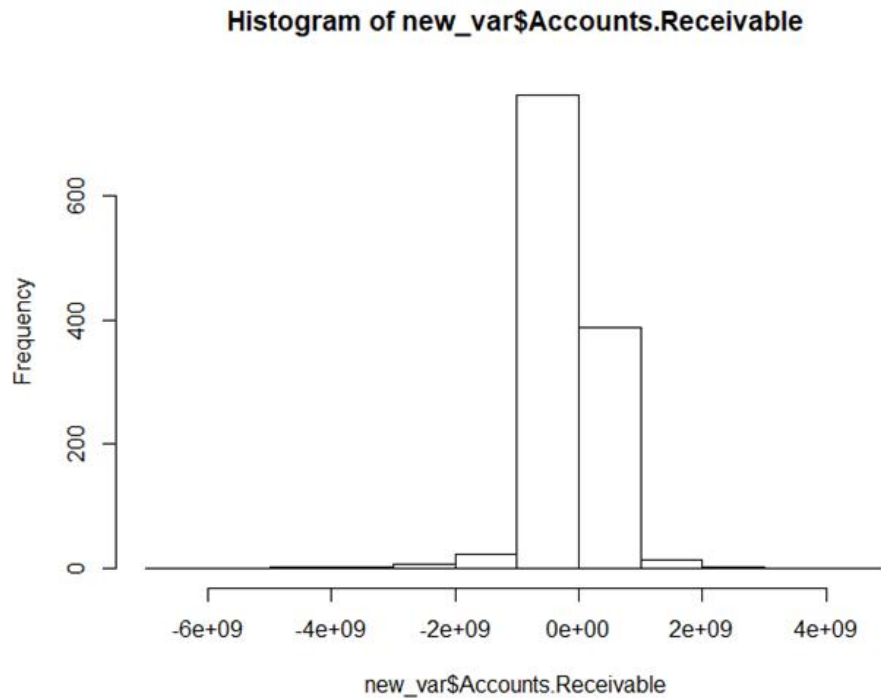 Histogram of new_var$Accounts.Receivable
Frequency
600
400
200
0
-6e+09 -4e+09 -2e+09 0e+00 2e+09 4e+09
new_var$Accounts.Receivable